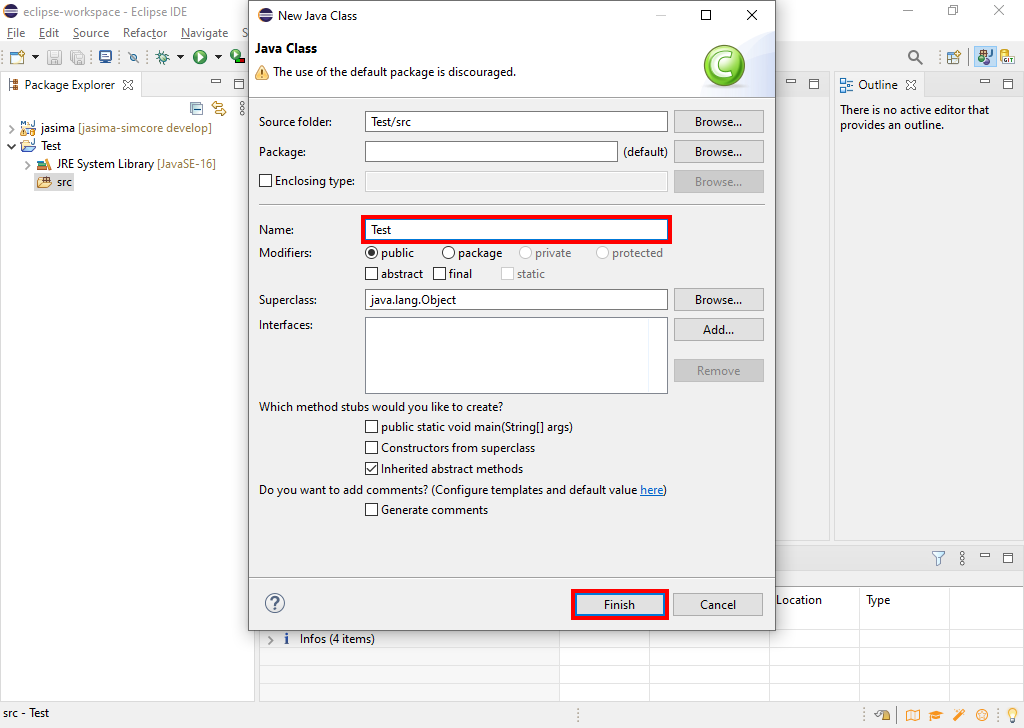 eclipse-workspace - Eclipse IDE
File Edit Source Refactor Navigate S
Package Explorer
jasima [jasima-simcore develop]
Test
JRE System Library [JavaSE-16]
src
New Java Class
Java Class
The use of the default package is discouraged.
Source folder: Test/src Browse...
Package: (default) Browse...
Enclosing type: Browse...
Name: Test
Modifiers: public package private protected
abstract final static
Superclass: java.lang.Object Browse...
Interfaces: Add...
Remove
Which method stubs would you like to create?
public static void main(String[] args)
Constructors from superclass
Inherited abstract methods
Do you want to add comments? (Configure templates and default value here)
Generate comments
? Finish Cancel
GIT
Outline
There is no active editor that
provides an outline.
Location Type
i Infos (4 items)
src - Test